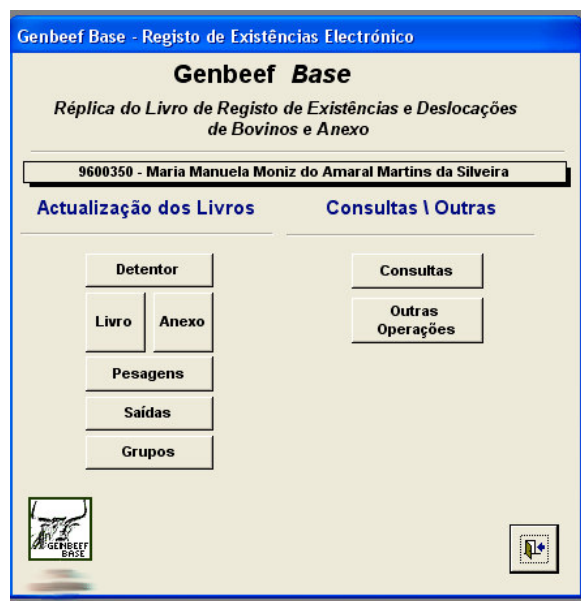 Genbeef Base - Registo de Existências Electrónico
Genbeef Base
Réplica do Livro de Registo de Existências e Deslocações
de Bovinos e Anexo
9600350 - Maria Manuela Moniz do Amaral Martins da Silveira
Actualização dos Livros
Consultas \ Outras
Detentor
Consultas
Livro
Anexo
Outras
Operações
Pesagens
Saídas
Grupos
GENBEEF
BASE